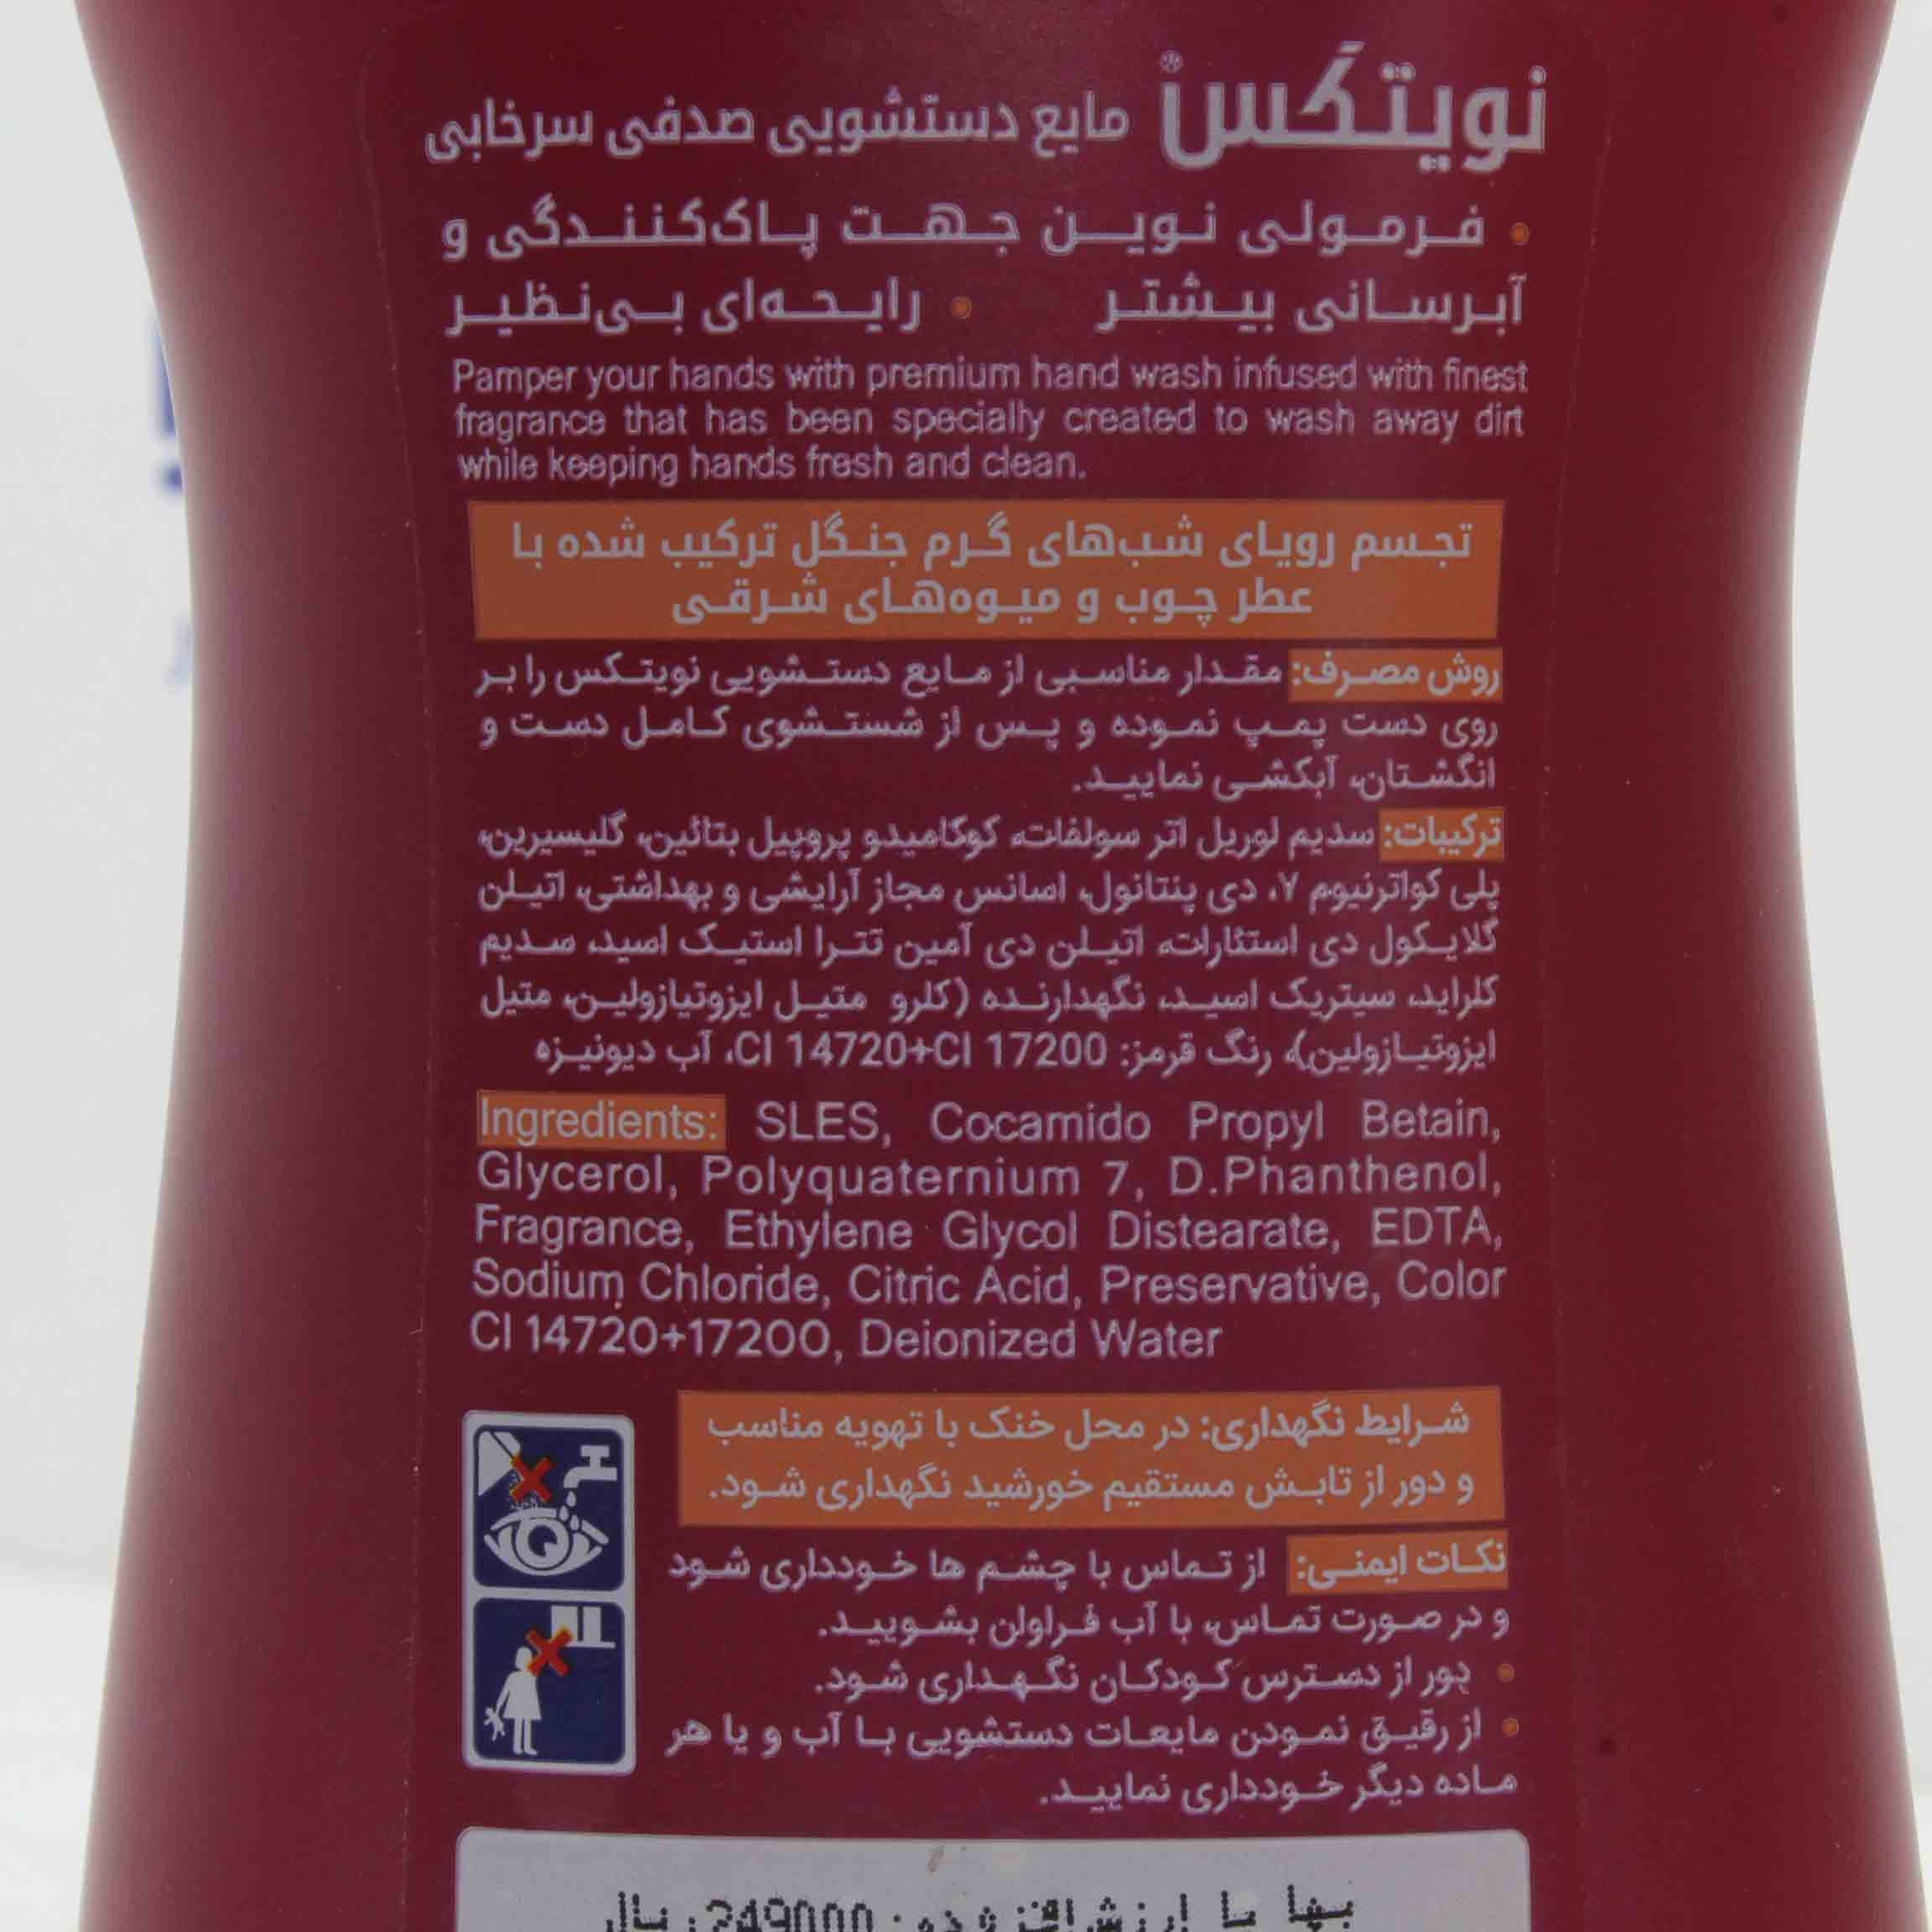 نویتکس® مایع دستشویی صدفی سرخابی
• فرمولی نوین جهت پاک‌کنندگی و
آبرسانی بیشتر • رایحه‌ای بی‌نظیر
Pamper your hands with premium hand wash infused with finest
fragrance that has been specially created to wash away dirt
while keeping hands fresh and clean.
تجسم رویای شب‌های گرم جنگل ترکیب شده با
عطر چوب و میوه‌های شرقی
روش مصرف: مقدار مناسبی از مایع دستشویی نویتکس را بر
روی دست پمپ نموده و پس از شستشوی کامل دست و
انگشتان، آبکشی نمایید.
ترکیبات: سدیم لوریل اتر سولفات، کوکامیدو پروپیل بتائین، گلیسیرین،
پلی کواترنیوم ۷، دی پنتانول، اسانس مجاز آرایشی و بهداشتی، اتیلن
گلایکول دی استئارات، اتیلن دی آمین تترا استیک اسید، سدیم
کلراید، سیتریک اسید، نگهدارنده (کلرو متیل ایزوتیازولین، متیل
ایزوتیازولین)، رنگ قرمز: CI 14720+CI 17200، آب دیونیزه
Ingredients: SLES, Cocamido Propyl Betain,
Glycerol, Polyquaternium 7, D.Phanthenol,
Fragrance, Ethylene Glycol Distearate, EDTA,
Sodium Chloride, Citric Acid, Preservative, Color
CI 14720+17200, Deionized Water
شرایط نگهداری: در محل خنک با تهویه مناسب
و دور از تابش مستقیم خورشید نگهداری شود.
نکات ایمنی: از تماس با چشم ها خودداری شود
و در صورت تماس، با آب فراوان بشویید.
• دور از دسترس کودکان نگهداری شود.
• از رقیق نمودن مایعات دستشویی با آب و یا هر
ماده دیگر خودداری نمایید.
بها با ارزش افزوده: 249000 ریال